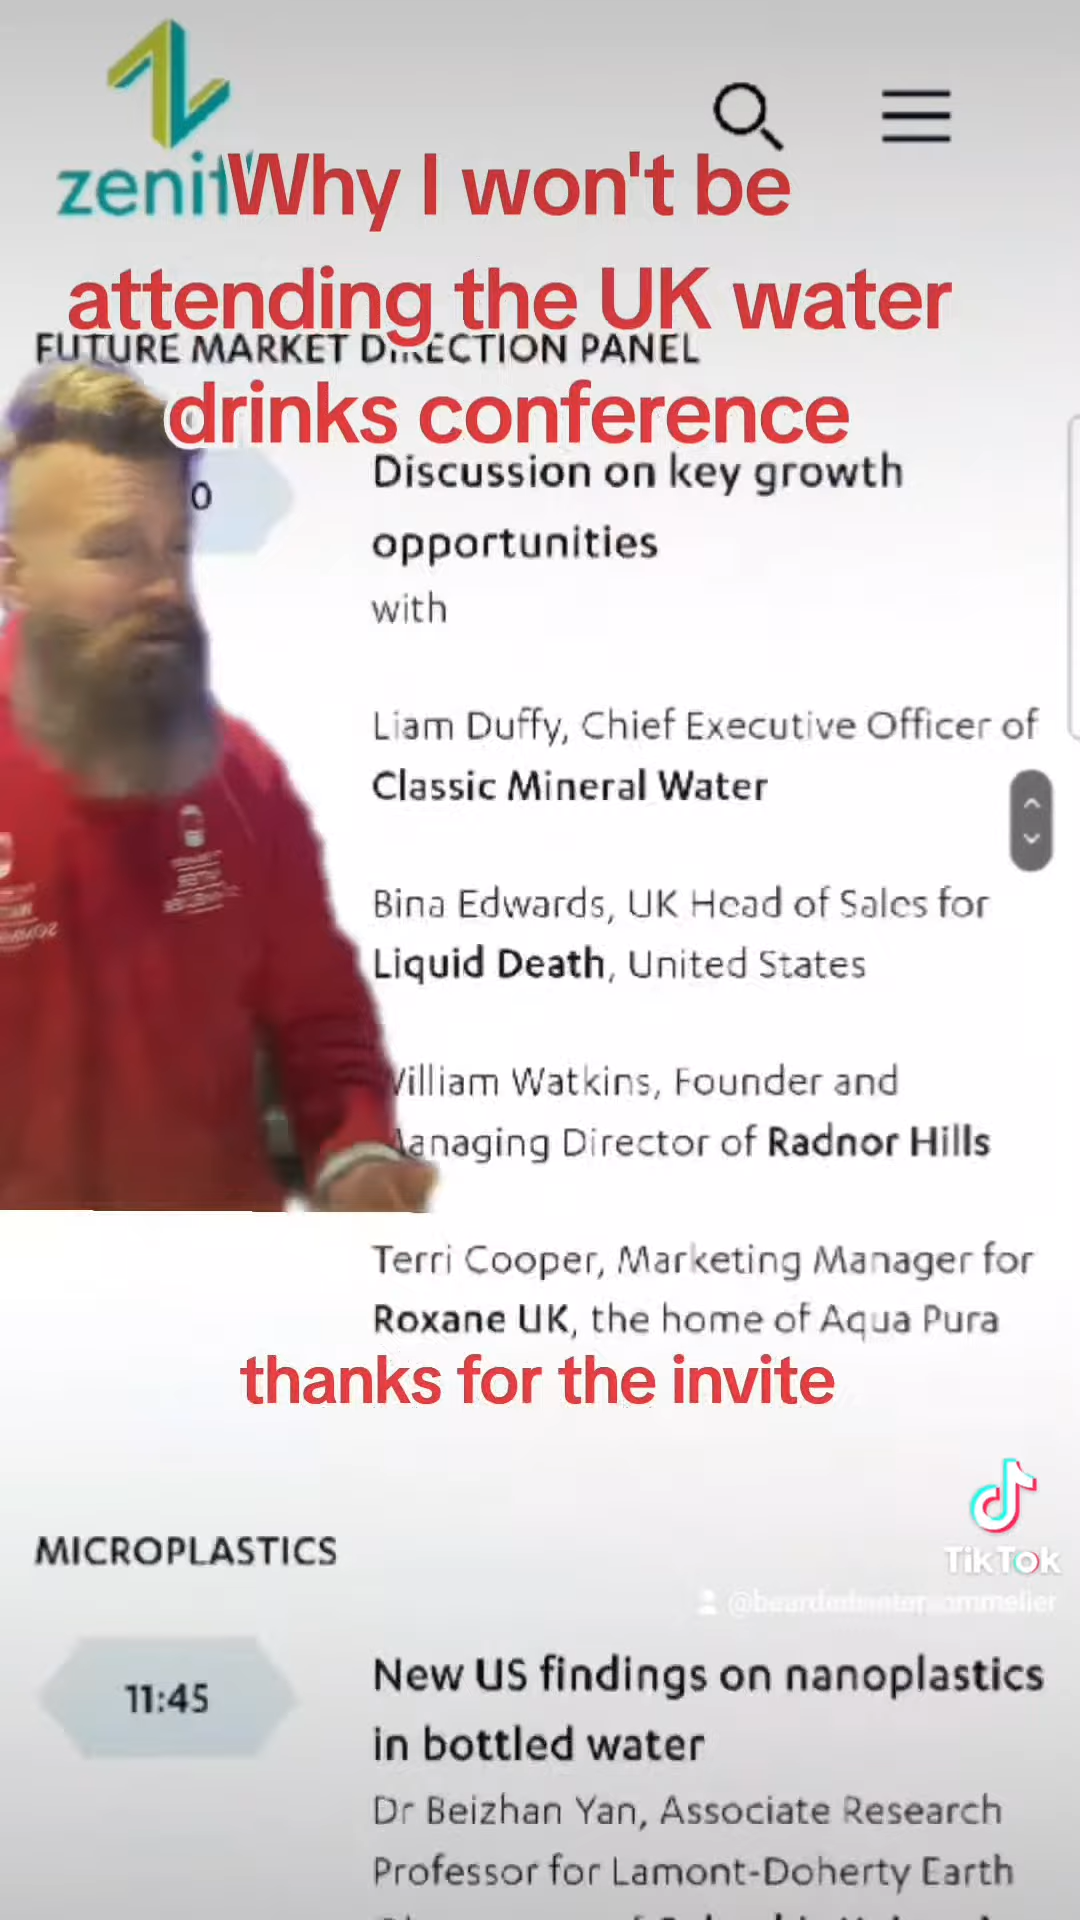 zenit
Why I won't be
attending the UK water
drinks conference
FUTURE MARKET DIRECTION PANEL
0
Discussion on key growth
opportunities
with
Liam Duffy, Chief Executive Officer of
Classic Mineral Water
Bina Edwards, UK Head of Sales for
Liquid Death, United States
William Watkins, Founder and
Managing Director of Radnor Hills
Terri Cooper, Marketing Manager for
Roxane UK, the home of Aqua Pura
thanks for the invite
MICROPLASTICS
TikTok
11:45
New US findings on nanoplastics
in bottled water
Dr Beizhan Yan, Associate Research
Professor for Lamont-Doherty Earth